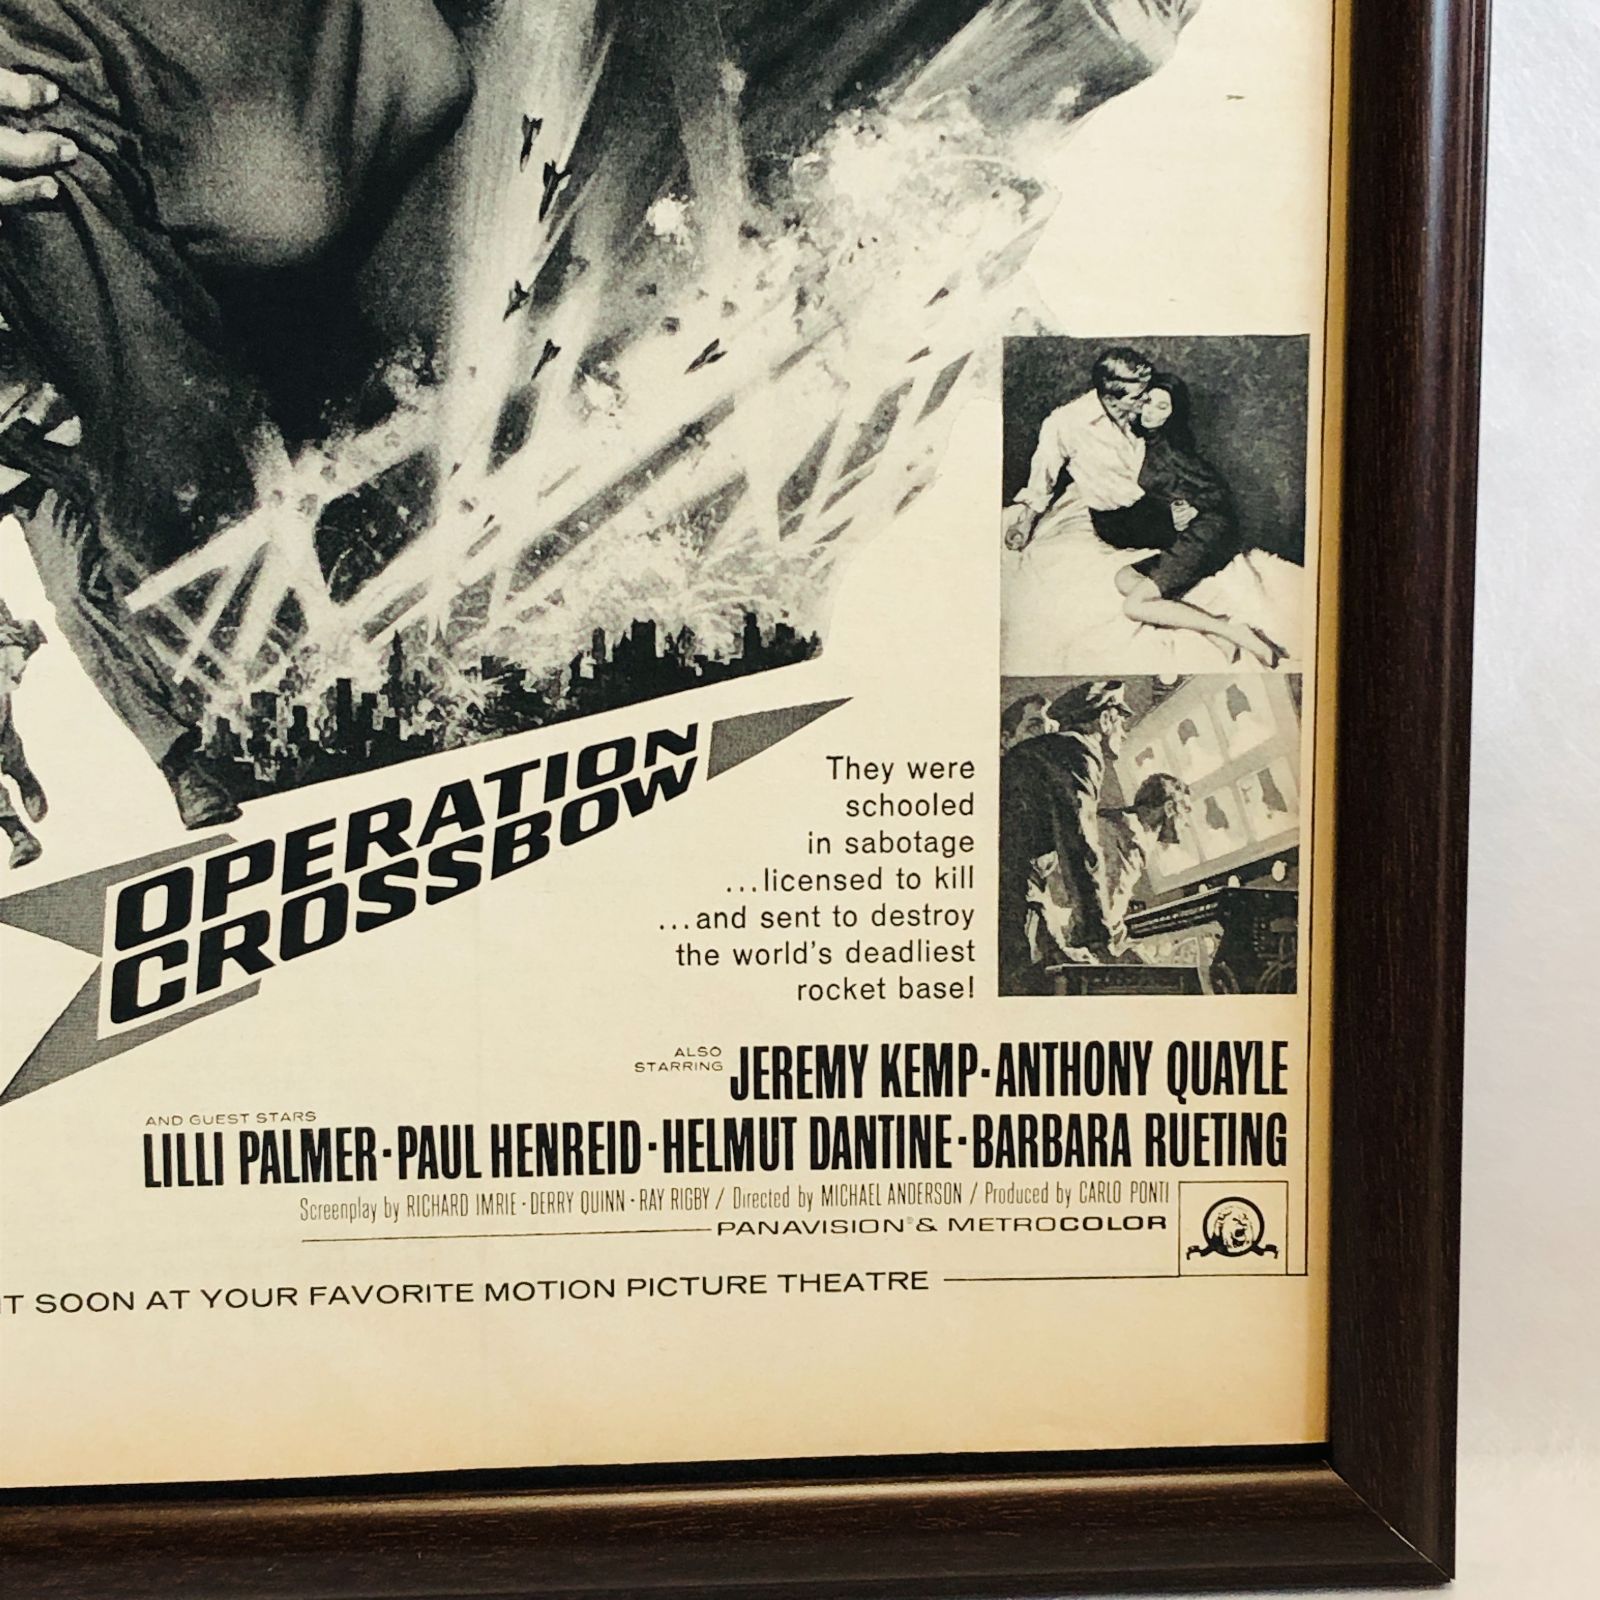 OPERATION
CROSSBOW
They were
schooled
in sabotage
...licensed to kill
...and sent to destroy
the world's deadliest
rocket base!
ALSO
STARRING
JEREMY KEMP·ANTHONY QUAYLE
AND GUEST STARS
LILLI PALMER·PAUL HENREID·HELMUT DANTINE·BARBARA RUETING
Screenplay by RICHARD IMRIE·DERRY QUINN·RAY RIGBY / Directed by MICHAEL ANDERSON / Produced by CARLO PONTI
PANAVISION® & METROCOLOR
IT SOON AT YOUR FAVORITE MOTION PICTURE THEATRE